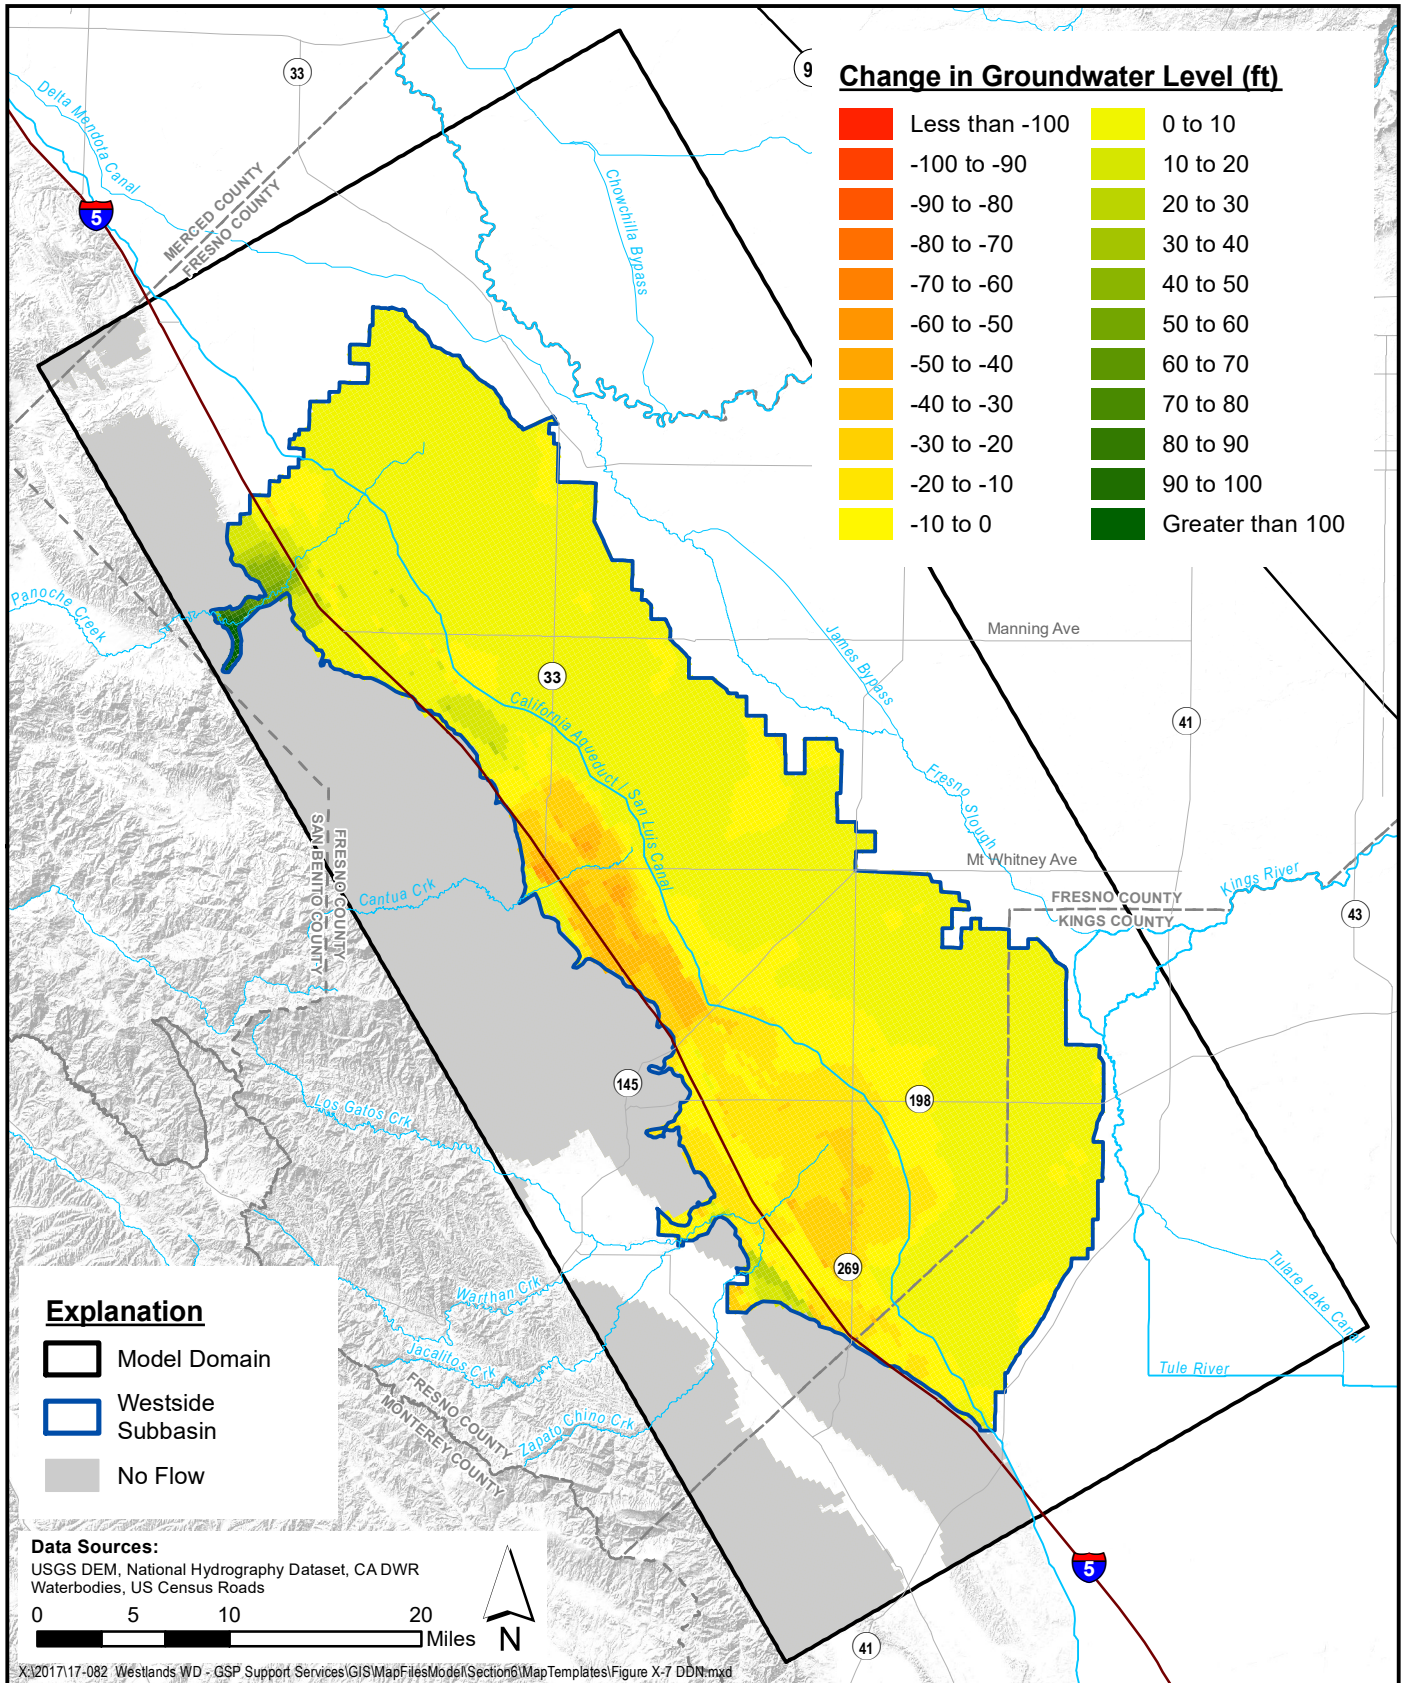 33
9
Delta Mendota Canal
5
MERCED COUNTY
FRESNO COUNTY
Chowchilla Bypass
Change in Groundwater Level (ft)
Less than -100
-100 to -90
-90 to -80
-80 to -70
-70 to -60
-60 to -50
-50 to -40
-40 to -30
-30 to -20
-20 to -10
-10 to 0
0 to 10
10 to 20
20 to 30
30 to 40
40 to 50
50 to 60
60 to 70
70 to 80
80 to 90
90 to 100
Greater than 100
Panoche Creek
James Bypass
Manning Ave
33
41
California Aqueduct / San Luis Canal
Fresno Slough
SAN BENITO COUNTY
FRESNO COUNTY
Mt Whitney Ave
Kings River
Cantua Crk
FRESNO COUNTY
KINGS COUNTY
43
145
198
Los Gatos Crk
269
Warthan Crk
Tulare Lake Canal
Jacalitos Crk
Tule River
FRESNO COUNTY
MONTEREY COUNTY
Zapato Chino Crk
Explanation
Model Domain
Westside
Subbasin
No Flow
Data Sources:
USGS DEM, National Hydrography Dataset, CA DWR
Waterbodies, US Census Roads
0 5 10 20
Miles
N
5
41
X:\2017\17-082 Westlands WD - GSP Support Services\GIS\MapFilesModel\Section6\MapTemplates\Figure X-7 DDN.mxd